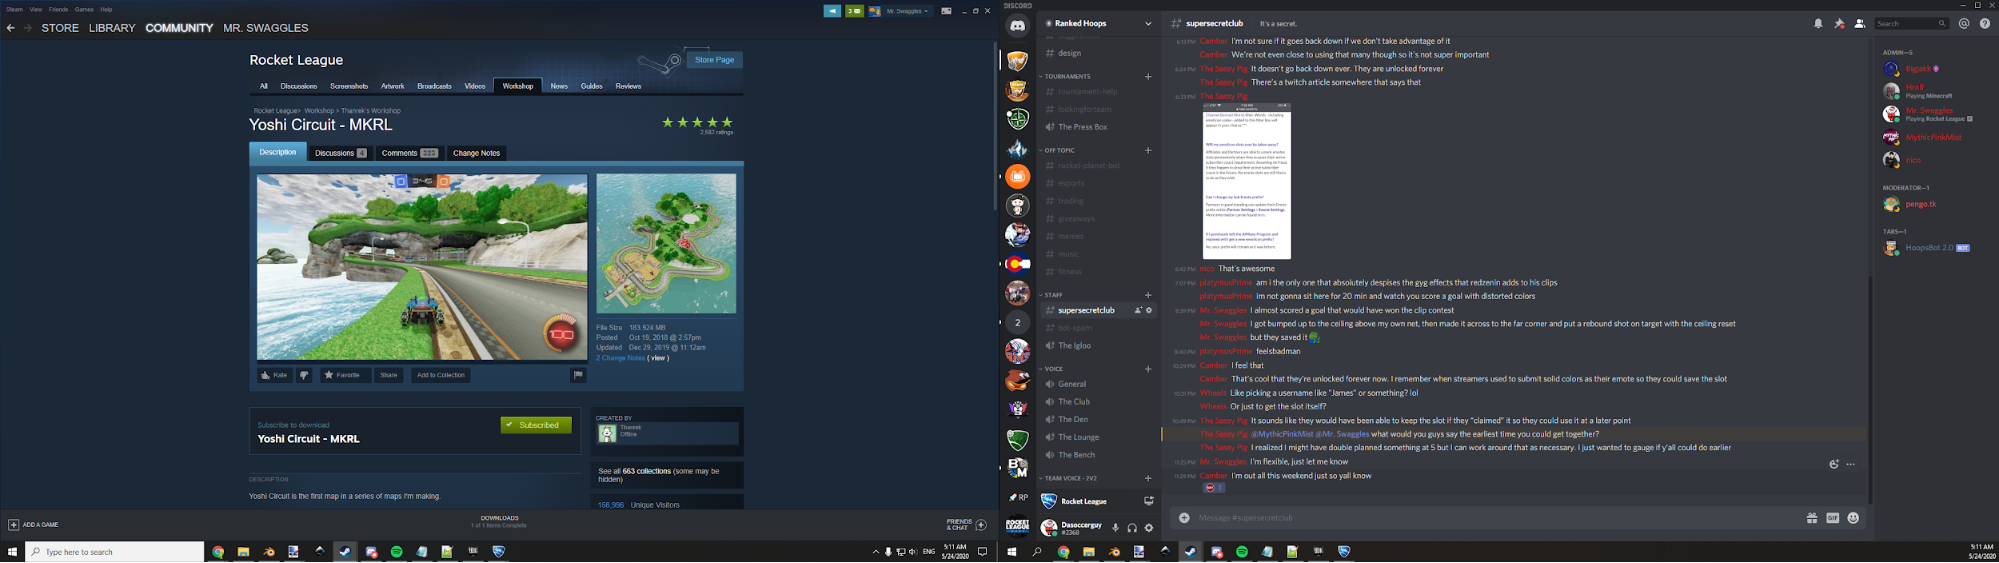 Steam View Friends Games Help
3
Mr. Swaggles
STORE LIBRARY COMMUNITY MR. SWAGGLES
Rocket League
Store Page
All Discussions Screenshots Artwork Broadcasts Videos Workshop News Guides Reviews
Rocket League> Workshop > Thanrek's Workshop
Yoshi Circuit - MKRL
2,582 ratings
Description Discussions 4 Comments 323 Change Notes
100
File Size 183.924 MB
Posted Oct 19, 2018 @ 2:57pm
Updated Dec 29, 2019 @ 11:12am
2 Change Notes ( view )
Rate Favorite Share Add to Collection
Subscribe to download
Yoshi Circuit - MKRL
Subscribed
CREATED BY
Thanrek
Offline
See all 663 collections (some may be
hidden)
DESCRIPTION
Yoshi Circuit is the first map in a series of maps I'm making.
168,996 Unique Visitors
ADD A GAME
DOWNLOADS
1 of 1 Items Complete
FRIENDS
& CHAT
Type here to search
ENG
5:11 AM
5/24/2020
DISCORD
Ranked Hoops
design
TOURNAMENTS
tournament-help
lookingforteam
The Press Box
OFF TOPIC
rocket-planet-bot
esports
trading
giveaways
memes
music
fitness
STAFF
supersecretclub
bot-spam
The Igloo
VOICE
General
The Club
The Den
The Lounge
The Bench
TEAM VOICE - 2V2
2
RP
Rocket League
Dasoccerguy
#2360
supersecretclub It's a secret.
Search
6:13 PM Camber I'm not sure if it goes back down if we don't take advantage of it
Camber We're not even close to using that many though so it's not super important
6:24 PM The Sassy Pig It doesn't go back down ever. They are unlocked forever
The Sassy Pig There's a twitch article somewhere that says that
6:33 PM The Sassy Pig
6:42 PM nico That's awesome
7:07 PM platymusPrime am i the only one that absolutely despises the gyg effects that redzenin adds to his clips
platymusPrime im not gonna sit here for 20 min and watch you score a goal with distorted colors
8:39 PM Mr. Swaggles I almost scored a goal that would have won the clip contest
Mr. Swaggles I got bumped up to the ceiling above my own net, then made it across to the far corner and put a rebound shot on target with the ceiling reset
Mr. Swaggles but they saved it
8:40 PM platymusPrime feelsbadman
10:29 PM Camber I feel that
Camber That's cool that they're unlocked forever now. I remember when streamers used to submit solid colors as their emote so they could save the slot
Wheels Like picking a username like "James" or something? lol
Wheels Or just to get the slot itself?
10:49 PM The Sassy Pig It sounds like they would have been able to keep the slot if they "claimed" it so they could use it at a later point
The Sassy Pig @MythicPinkMist @Mr. Swaggles what would you guys say the earliest time you could get together?
The Sassy Pig I realized I might have double planned something at 5 but I can work around that as necessary. I just wanted to gauge if y'all could do earlier
11:25 PM Mr. Swaggles I'm flexible, just let me know
11:29 PM Camber I'm out all this weekend just so yall know
1
Message #supersecretclub
GIF
ADMIN—5
Playing Minecraft
Mr. Swaggles
Playing Rocket League
MythicPinkMist
nico
MODERATOR—1
pengo.tk
TARS—1
HoopsBot 2.0 BOT
5:11 AM
5/24/2020